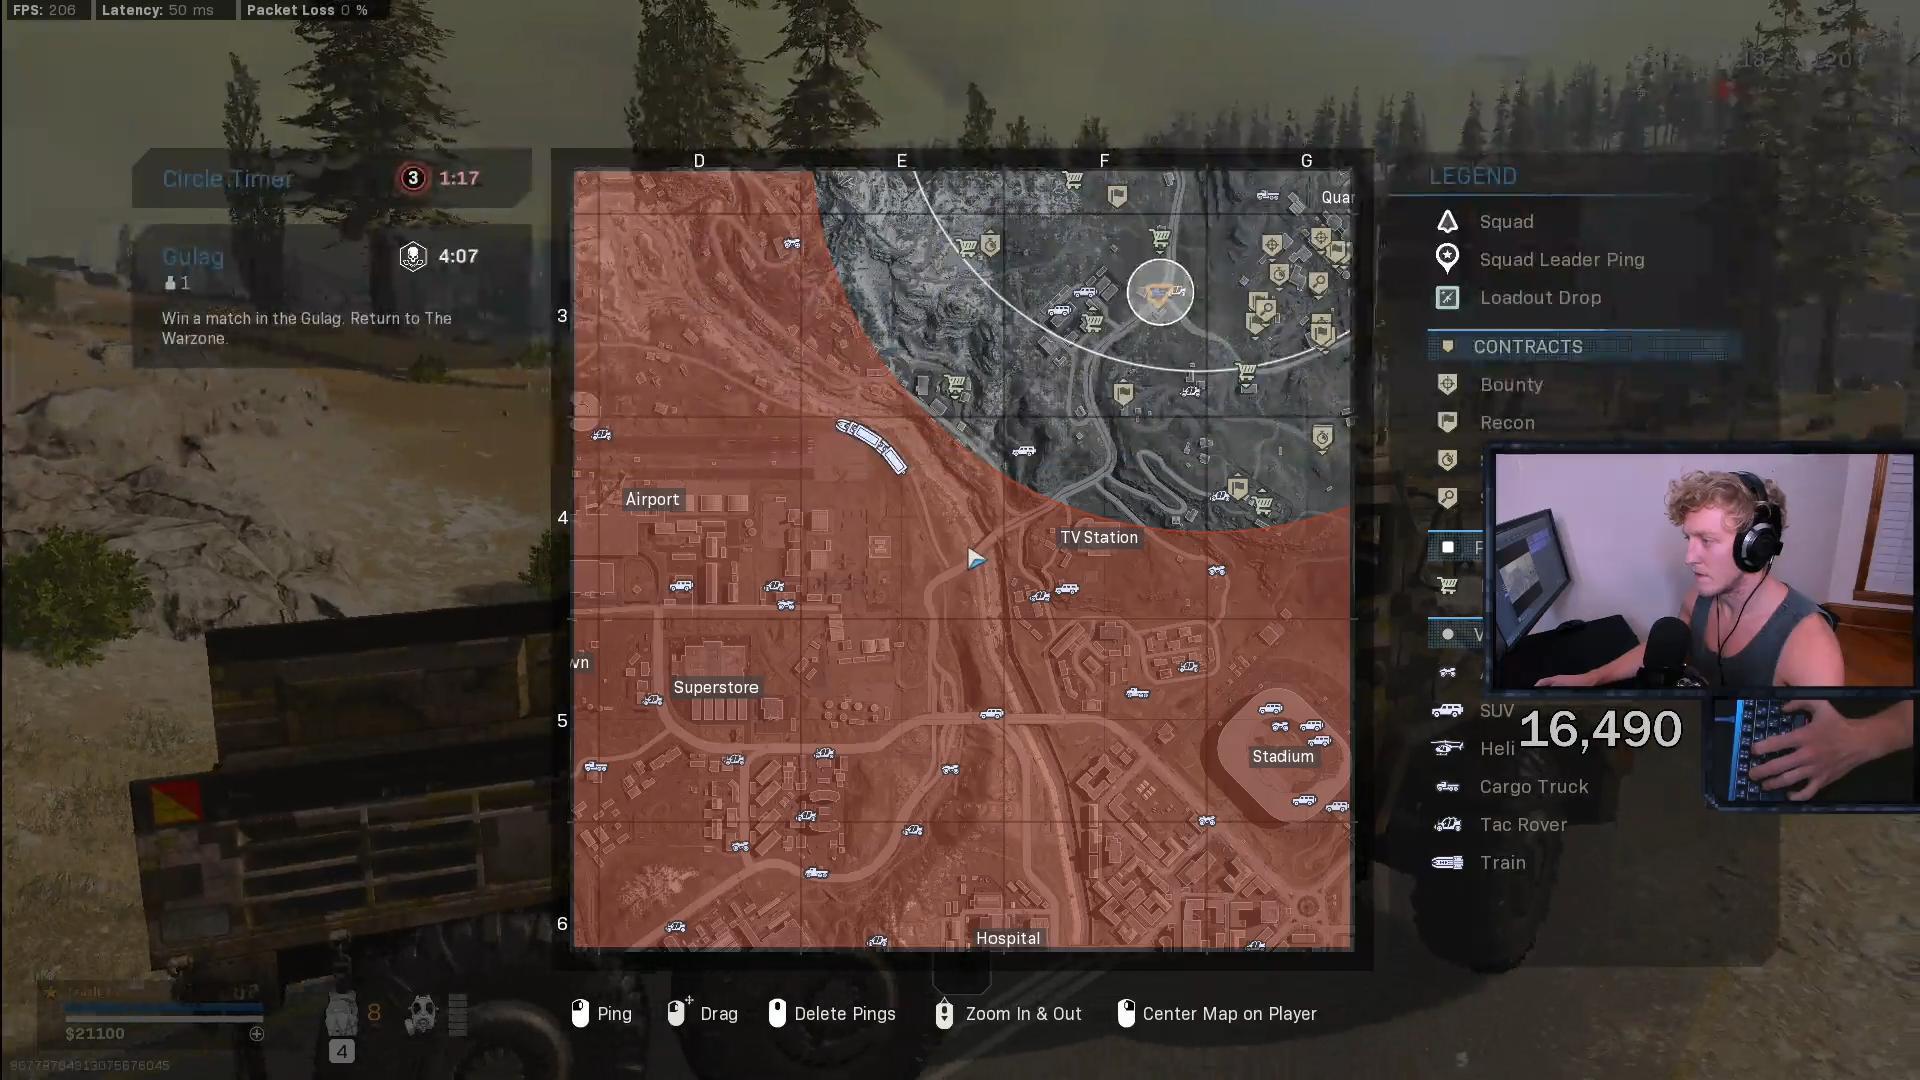 FPS: 206 Latency: 50 ms Packet Loss 0 %
Circle Timer 3 1:17
Gulag 4:07
1
Win a match in the Gulag. Return to The
Warzone.
D E F G
3
4
5
6
Quar
Airport
TV Station
wn
Superstore
Stadium
Hospital
LEGEND
Squad
Squad Leader Ping
Loadout Drop
CONTRACTS
Bounty
Recon
SUV
16,490
Heli
Cargo Truck
Tac Rover
Train
Ping Drag Delete Pings Zoom In & Out Center Map on Player
$21100
8
4